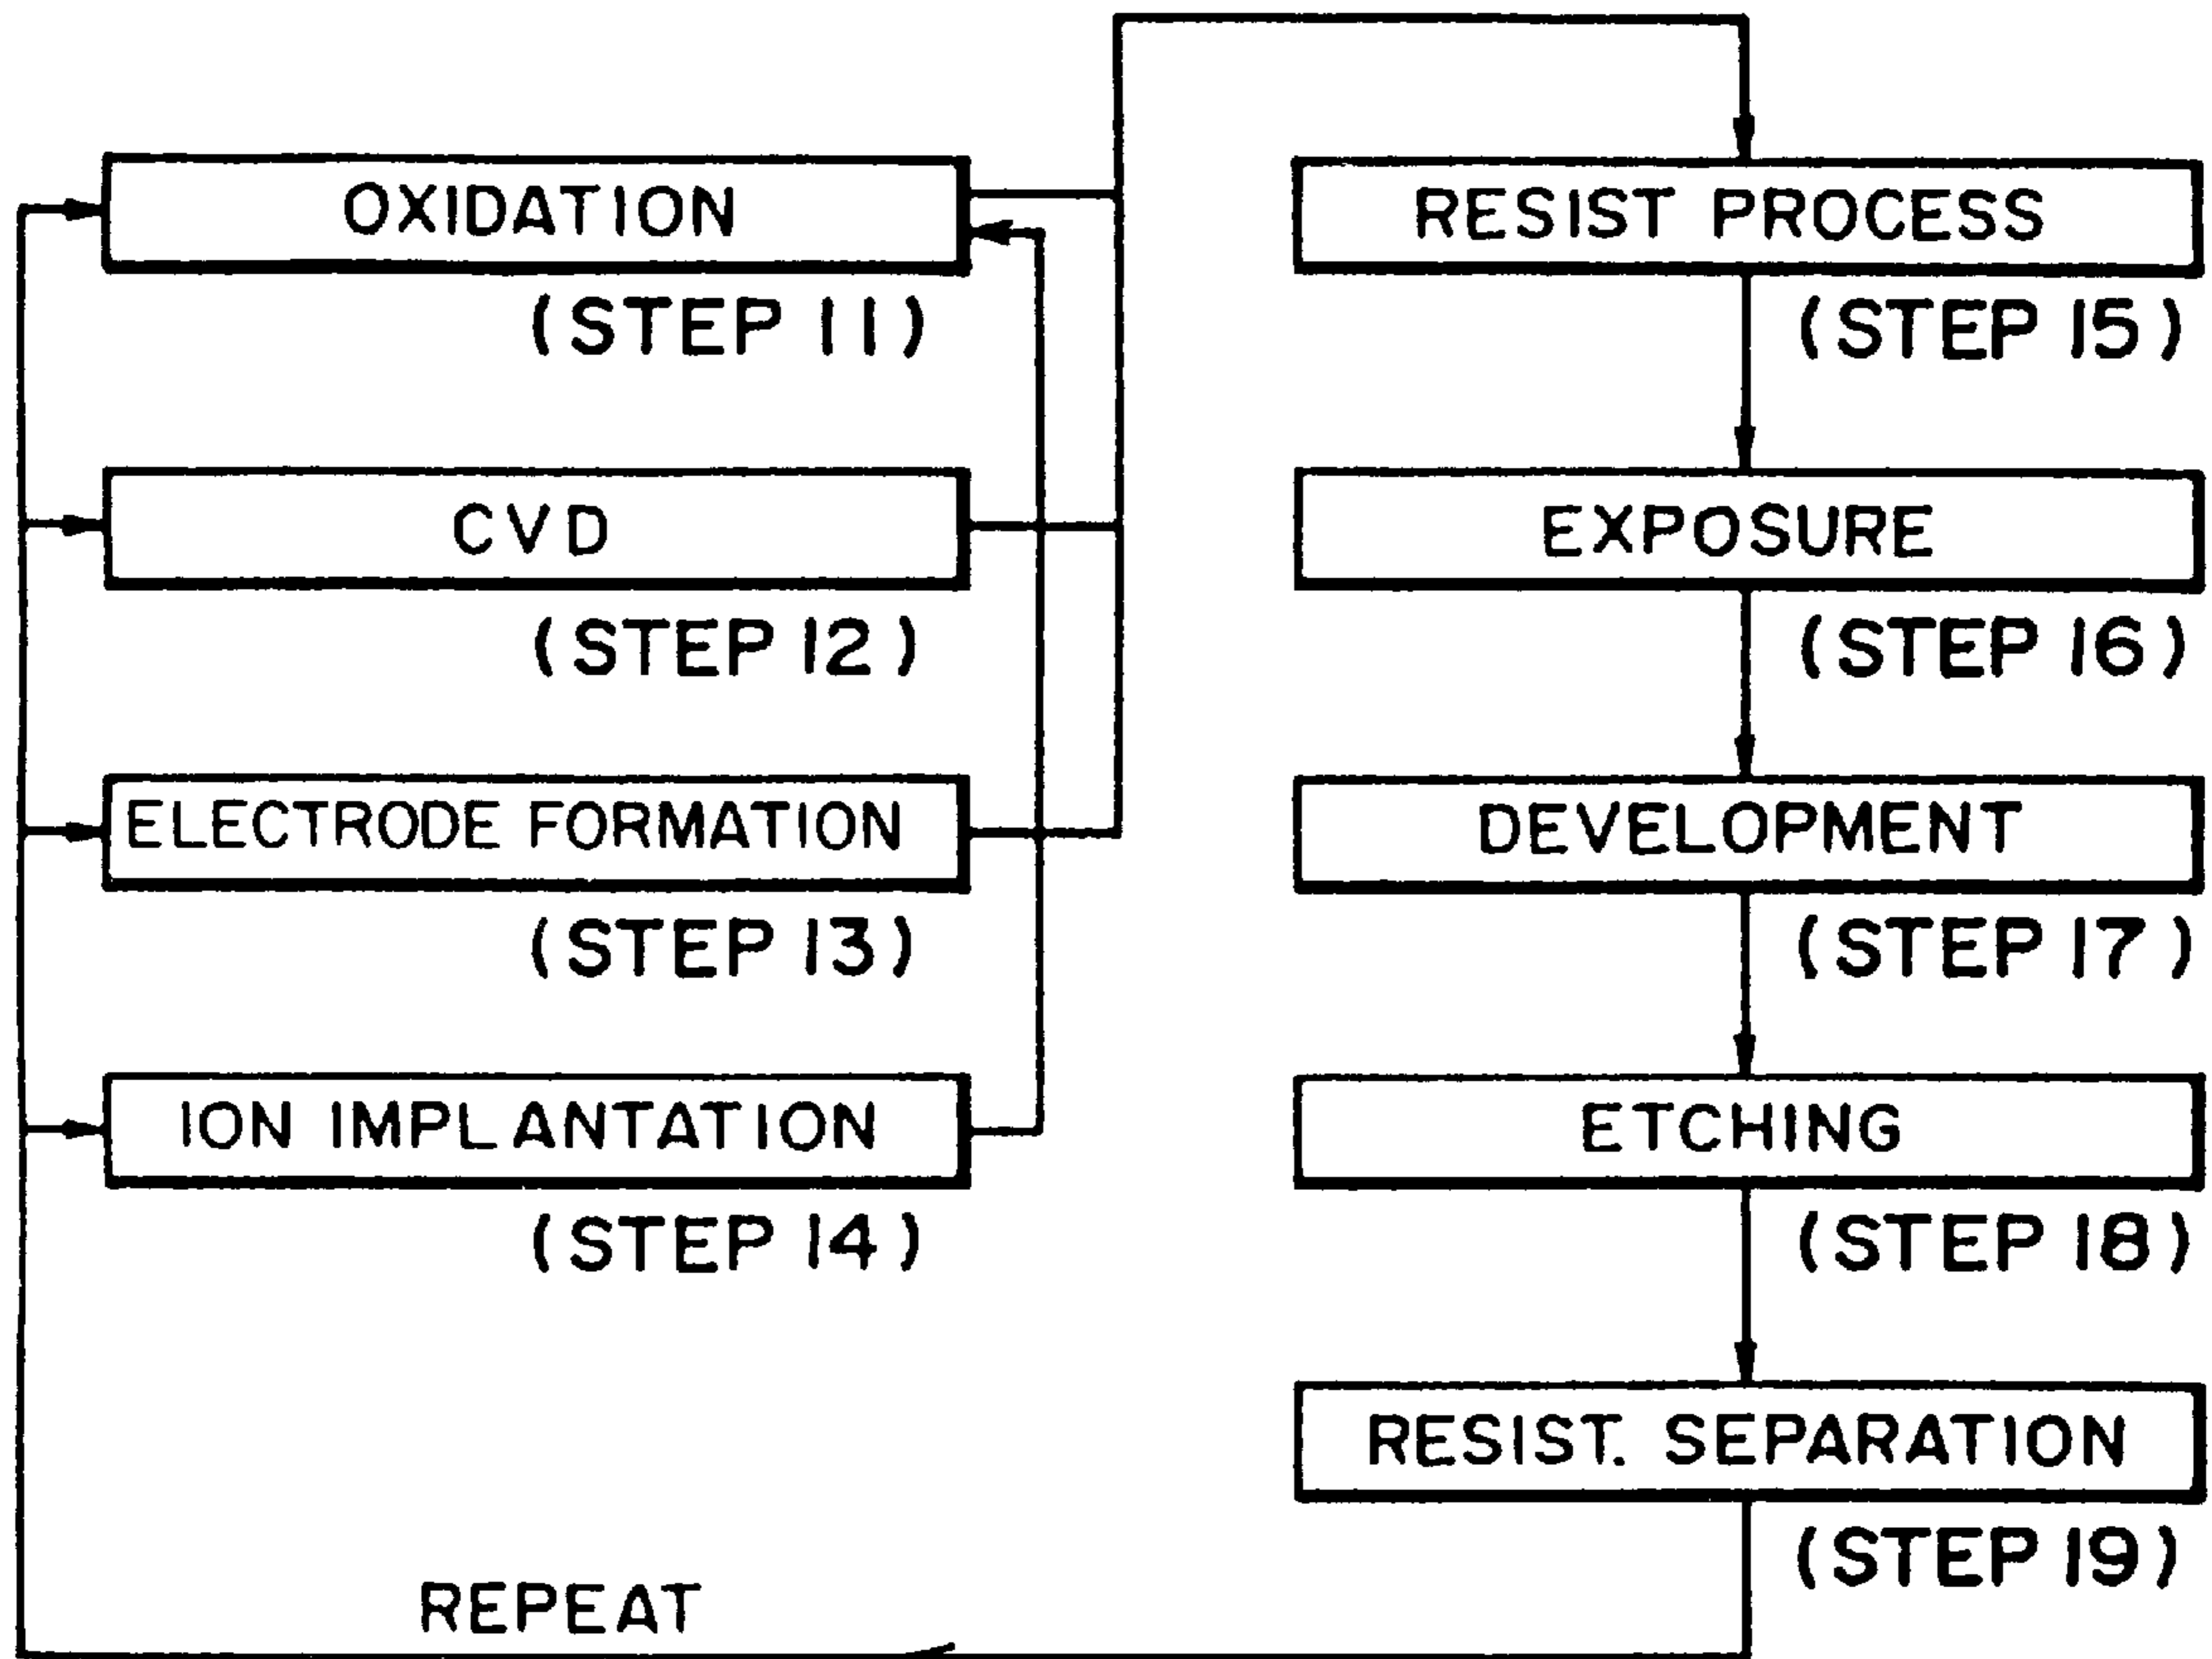 OXIDATION
(STEP 11)
CVD
(STEP 12)
ELECTRODE FORMATION
(STEP 13)
ION IMPLANTATION
(STEP 14)
RESIST PROCESS
(STEP 15)
EXPOSURE
(STEP 16)
DEVELOPMENT
(STEP 17)
ETCHING
(STEP 18)
RESIST. SEPARATION
(STEP 19)
REPEAT